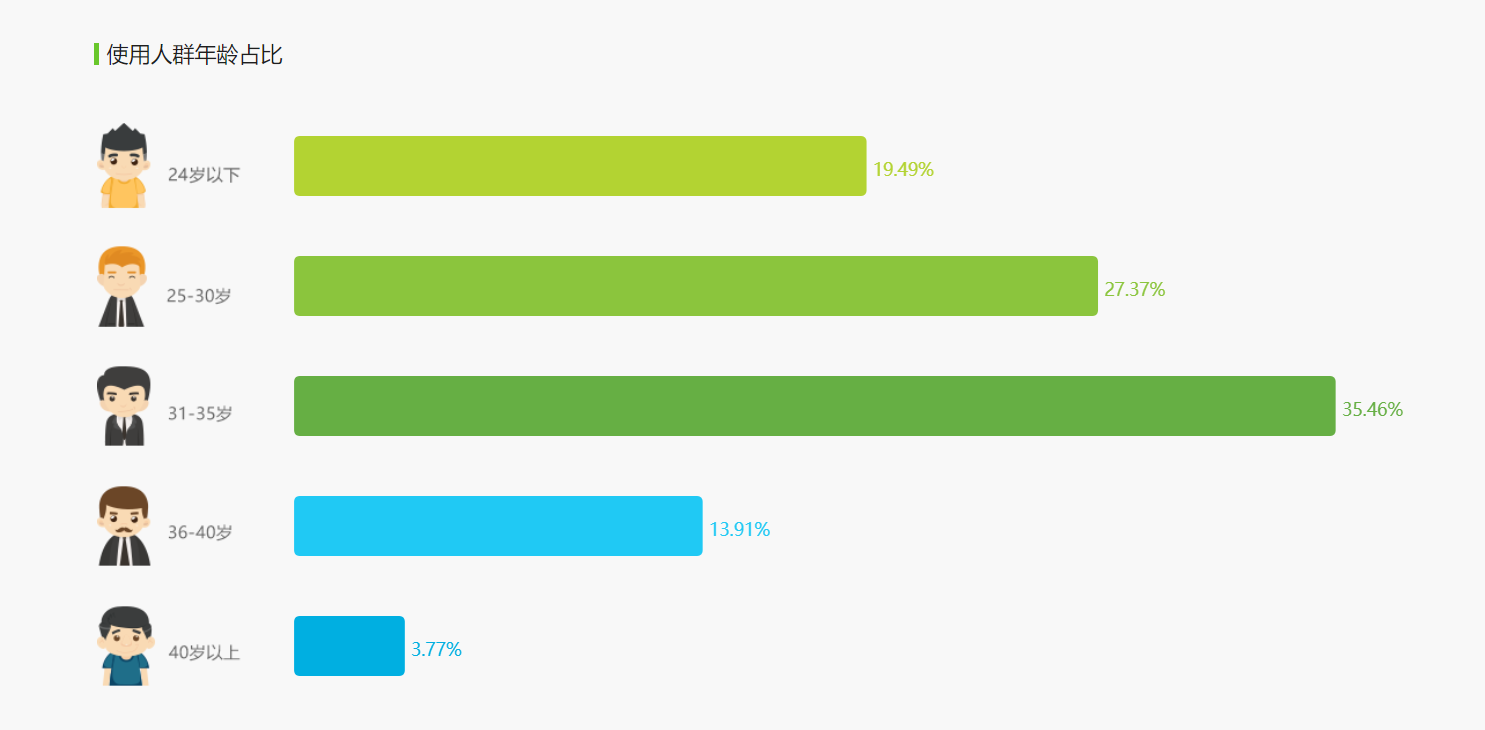 使用人群年龄占比
24岁以下 19.49%
25-30岁 27.37%
31-35岁 35.46%
36-40岁 13.91%
40岁以上 3.77%